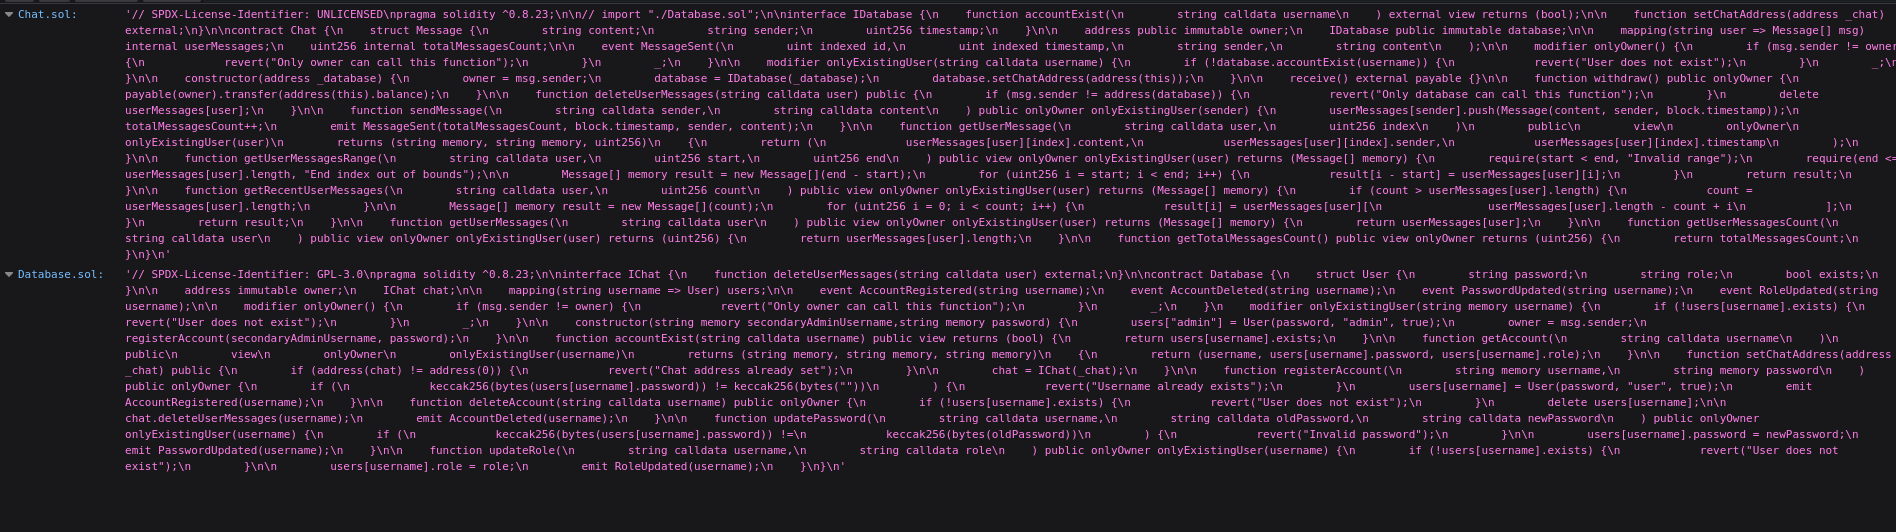 Chat.sol: '// SPDX-License-Identifier: UNLICENSED\npragma solidity ^0.8.23;\n\n// import "./Database.sol";\n\ninterface IDatabase {\n    function accountExist(\n        string calldata username\n    ) external view returns (bool);\n\n    function setChatAddress(address _chat)
external;\n}\n\ncontract Chat {\n    struct Message {\n        string content;\n        string sender;\n        uint256 timestamp;\n    }\n\n    address public immutable owner;\n    IDatabase public immutable database;\n\n    mapping(string user => Message[] msg)
internal userMessages;\n    uint256 internal totalMessagesCount;\n\n    event MessageSent(\n        uint indexed id,\n        uint indexed timestamp,\n        string sender,\n        string content\n    );\n\n    modifier onlyOwner() {\n        if (msg.sender != owner
{\n            revert("Only owner can call this function");\n        }\n        _;\n    }\n\n    modifier onlyExistingUser(string calldata username) {\n        if (!database.accountExist(username)) {\n            revert("User does not exist");\n        }\n        _;\n
}\n\n    constructor(address _database) {\n        owner = msg.sender;\n        database = IDatabase(_database);\n        database.setChatAddress(address(this));\n    }\n\n    receive() external payable {}\n\n    function withdraw() public onlyOwner {\n
payable(owner).transfer(address(this).balance);\n    }\n\n    function deleteUserMessages(string calldata user) public {\n        if (msg.sender != address(database)) {\n            revert("Only database can call this function");\n        }\n        delete
userMessages[user];\n    }\n\n    function sendMessage(\n        string calldata sender,\n        string calldata content\n    ) public onlyOwner onlyExistingUser(sender) {\n        userMessages[sender].push(Message(content, sender, block.timestamp));\n
totalMessagesCount++;\n        emit MessageSent(totalMessagesCount, block.timestamp, sender, content);\n    }\n\n    function getUserMessage(\n        string calldata user,\n        uint256 index\n    )\n        public\n        view\n        onlyOwner\n
onlyExistingUser(user)\n        returns (string memory, string memory, uint256)\n    {\n        return (\n            userMessages[user][index].content,\n            userMessages[user][index].sender,\n            userMessages[user][index].timestamp\n        );\n
}\n\n    function getUserMessagesRange(\n        string calldata user,\n        uint256 start,\n        uint256 end\n    ) public view onlyOwner onlyExistingUser(user) returns (Message[] memory) {\n        require(start < end, "Invalid range");\n        require(end <=
userMessages[user].length, "End index out of bounds");\n\n        Message[] memory result = new Message[](end - start);\n        for (uint256 i = start; i < end; i++) {\n            result[i - start] = userMessages[user][i];\n        }\n        return result;\n
}\n\n    function getRecentUserMessages(\n        string calldata user,\n        uint256 count\n    ) public view onlyOwner onlyExistingUser(user) returns (Message[] memory) {\n        if (count > userMessages[user].length) {\n            count =
userMessages[user].length;\n        }\n\n        Message[] memory result = new Message[](count);\n        for (uint256 i = 0; i < count; i++) {\n            result[i] = userMessages[user][\n                userMessages[user].length - count + i\n            ];\n
}\n        return result;\n    }\n\n    function getUserMessages(\n        string calldata user\n    ) public view onlyOwner onlyExistingUser(user) returns (Message[] memory) {\n        return userMessages[user];\n    }\n\n    function getUserMessagesCount(\n
string calldata user\n    ) public view onlyOwner onlyExistingUser(user) returns (uint256) {\n        return userMessages[user].length;\n    }\n\n    function getTotalMessagesCount() public view onlyOwner returns (uint256) {\n        return totalMessagesCount;\n
}\n}\n'
Database.sol: '// SPDX-License-Identifier: GPL-3.0\npragma solidity ^0.8.23;\n\ninterface IChat {\n    function deleteUserMessages(string calldata user) external;\n}\n\ncontract Database {\n    struct User {\n        string password;\n        string role;\n        bool exists;\n
}\n\n    address immutable owner;\n    IChat chat;\n\n    mapping(string username => User) users;\n\n    event AccountRegistered(string username);\n    event AccountDeleted(string username);\n    event PasswordUpdated(string username);\n    event RoleUpdated(string
username);\n\n    modifier onlyOwner() {\n        if (msg.sender != owner) {\n            revert("Only owner can call this function");\n        }\n        _;\n    }\n    modifier onlyExistingUser(string memory username) {\n        if (!users[username].exists) {\n
revert("User does not exist");\n        }\n        _;\n    }\n\n    constructor(string memory secondaryAdminUsername,string memory password) {\n        users["admin"] = User(password, "admin", true);\n        owner = msg.sender;\n
registerAccount(secondaryAdminUsername, password);\n    }\n\n    function accountExist(string calldata username) public view returns (bool) {\n        return users[username].exists;\n    }\n\n    function getAccount(\n        string calldata username\n    )\n
public\n        view\n        onlyOwner\n        onlyExistingUser(username)\n        returns (string memory, string memory, string memory)\n    {\n        return (username, users[username].password, users[username].role);\n    }\n\n    function setChatAddress(address
_chat) public {\n        if (address(chat) != address(0)) {\n            revert("Chat address already set");\n        }\n\n        chat = IChat(_chat);\n    }\n\n    function registerAccount(\n        string memory username,\n        string memory password\n    )
public onlyOwner {\n        if (\n            keccak256(bytes(users[username].password)) != keccak256(bytes(""))\n        ) {\n            revert("Username already exists");\n        }\n        users[username] = User(password, "user", true);\n        emit
AccountRegistered(username);\n    }\n\n    function deleteAccount(string calldata username) public onlyOwner {\n        if (!users[username].exists) {\n            revert("User does not exist");\n        }\n        delete users[username];\n\n
chat.deleteUserMessages(username);\n        emit AccountDeleted(username);\n    }\n\n    function updatePassword(\n        string calldata username,\n        string calldata oldPassword,\n        string calldata newPassword\n    ) public onlyOwner
onlyExistingUser(username) {\n        if (\n            keccak256(bytes(users[username].password)) !=\n            keccak256(bytes(oldPassword))\n        ) {\n            revert("Invalid password");\n        }\n\n        users[username].password = newPassword;\n
emit PasswordUpdated(username);\n    }\n\n    function updateRole(\n        string calldata username,\n        string calldata role\n    ) public onlyOwner onlyExistingUser(username) {\n        if (!users[username].exists) {\n            revert("User does not
exist");\n        }\n\n        users[username].role = role;\n        emit RoleUpdated(username);\n    }\n}\n'